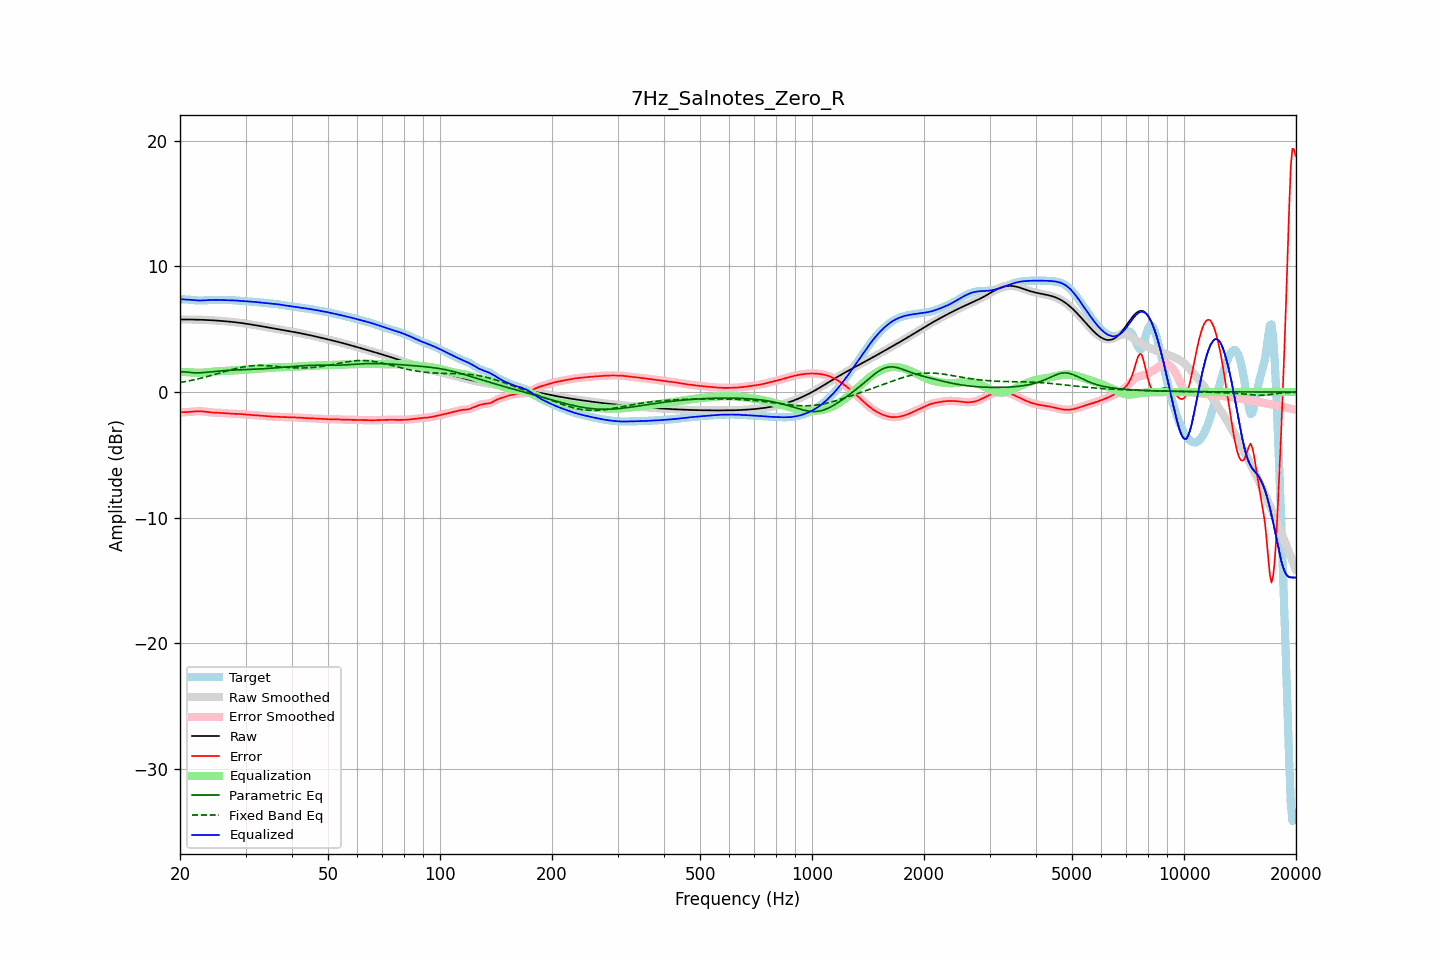 7Hz_Salnotes_Zero_R
20
10
0
−10
−20
−30
Amplitude (dBr)
Target
Raw Smoothed
Error Smoothed
Raw
Error
Equalization
Parametric Eq
Fixed Band Eq
Equalized
20 50 100 200 500 1000 2000 5000 10000 20000
Frequency (Hz)